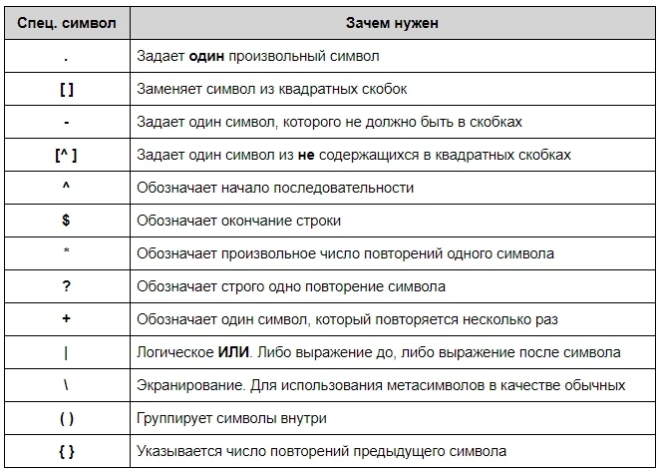 Спец. символ Зачем нужен
. Задает один произвольный символ
[ ] Заменяет символ из квадратных скобок
- Задает один символ, которого не должно быть в скобках
[^ ] Задает один символ из не содержащихся в квадратных скобках
^ Обозначает начало последовательности
$ Обозначает окончание строки
* Обозначает произвольное число повторений одного символа
? Обозначает строго одно повторение символа
+ Обозначает один символ, который повторяется несколько раз
| Логическое ИЛИ. Либо выражение до, либо выражение после символа
\ Экранирование. Для использования метасимволов в качестве обычных
( ) Группирует символы внутри
{ } Указывается число повторений предыдущего символа